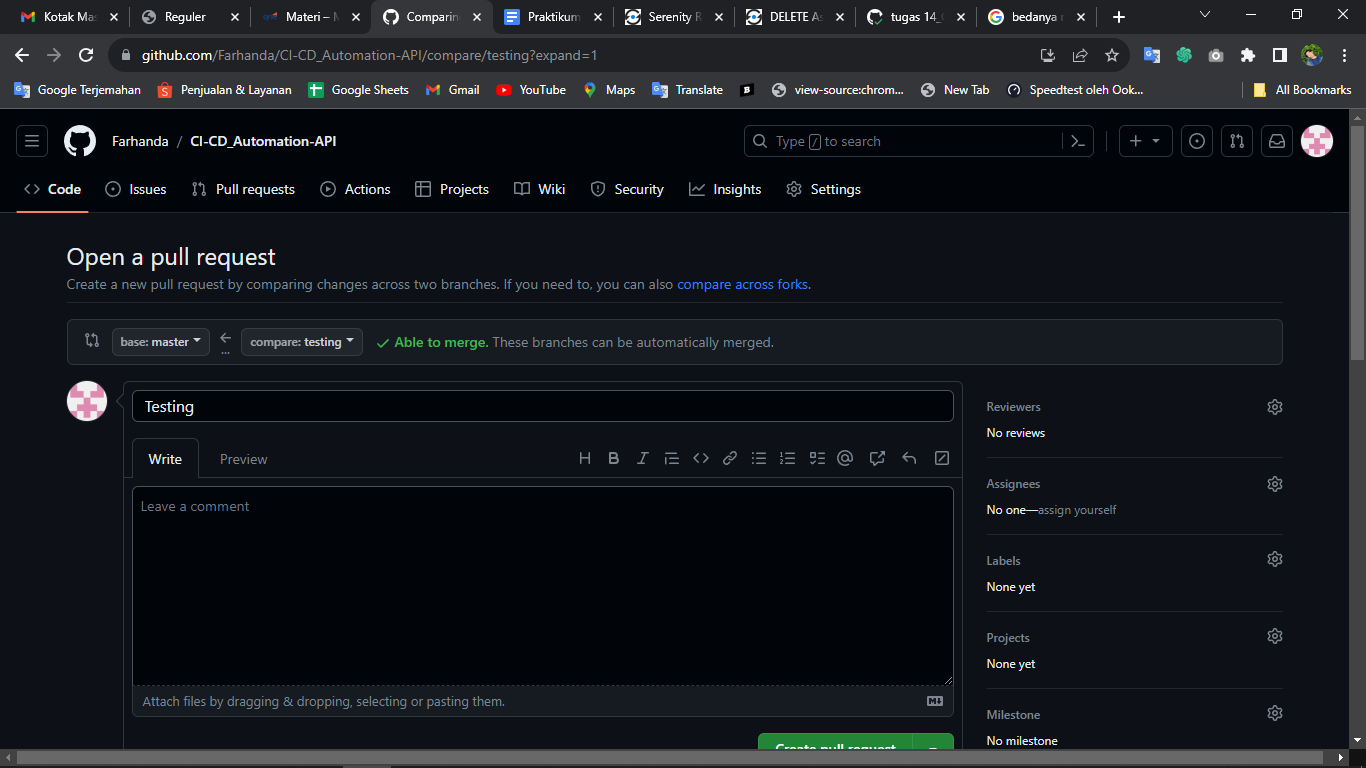 Kotak Ma
Reguler
Materi – M
Comparin
Praktikum
Serenity R
DELETE As
tugas 14_
bedanya
github.com/Farhanda/CI-CD_Automation-API/compare/testing?expand=1
Google Terjemahan
Penjualan & Layanan
Google Sheets
Gmail
YouTube
Maps
Translate
view-source:chrom...
New Tab
Speedtest oleh Ook...
All Bookmarks
Farhanda / CI-CD_Automation-API
Type / to search
Code
Issues
Pull requests
Actions
Projects
Wiki
Security
Insights
Settings
Open a pull request
Create a new pull request by comparing changes across two branches. If you need to, you can also compare across forks.
base: master
...
compare: testing
Able to merge. These branches can be automatically merged.
Testing
Write
Preview
Leave a comment
Attach files by dragging & dropping, selecting or pasting them.
Create pull request
Reviewers
No reviews
Assignees
No one—assign yourself
Labels
None yet
Projects
None yet
Milestone
No milestone